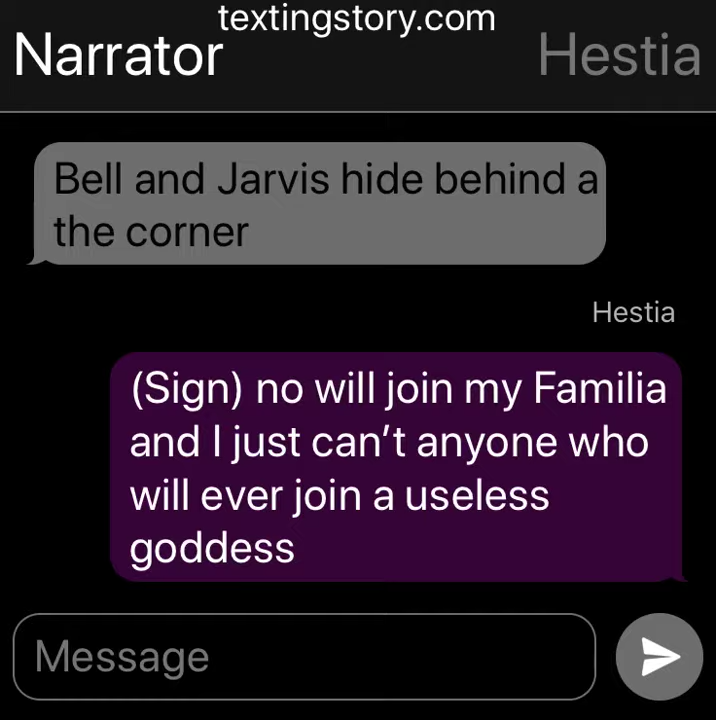 textingstory.com
Narrator
Hestia
Bell and Jarvis hide behind a
the corner
Hestia
(Sign) no will join my Familia
and I just can’t anyone who
will ever join a useless
goddess
Message